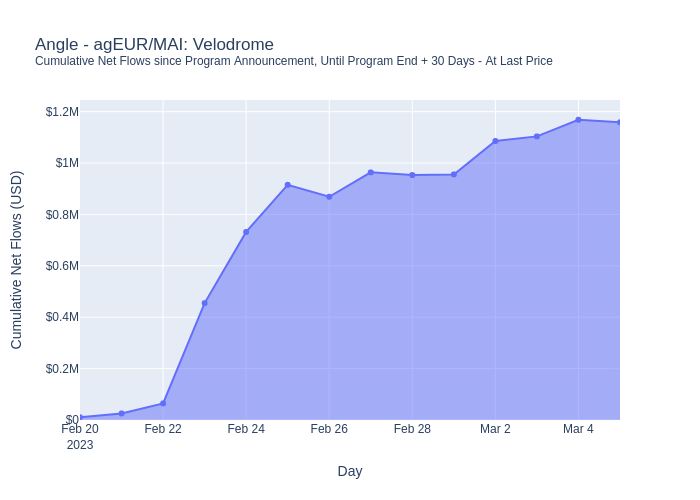 Angle - agEUR/MAI: Velodrome
Cumulative Net Flows since Program Announcement, Until Program End + 30 Days - At Last Price
Cumulative Net Flows (USD)
$1.2M
$1M
$0.8M
$0.6M
$0.4M
$0.2M
$0
Feb 20 Feb 22 Feb 24 Feb 26 Feb 28 Mar 2 Mar 4
2023
Day